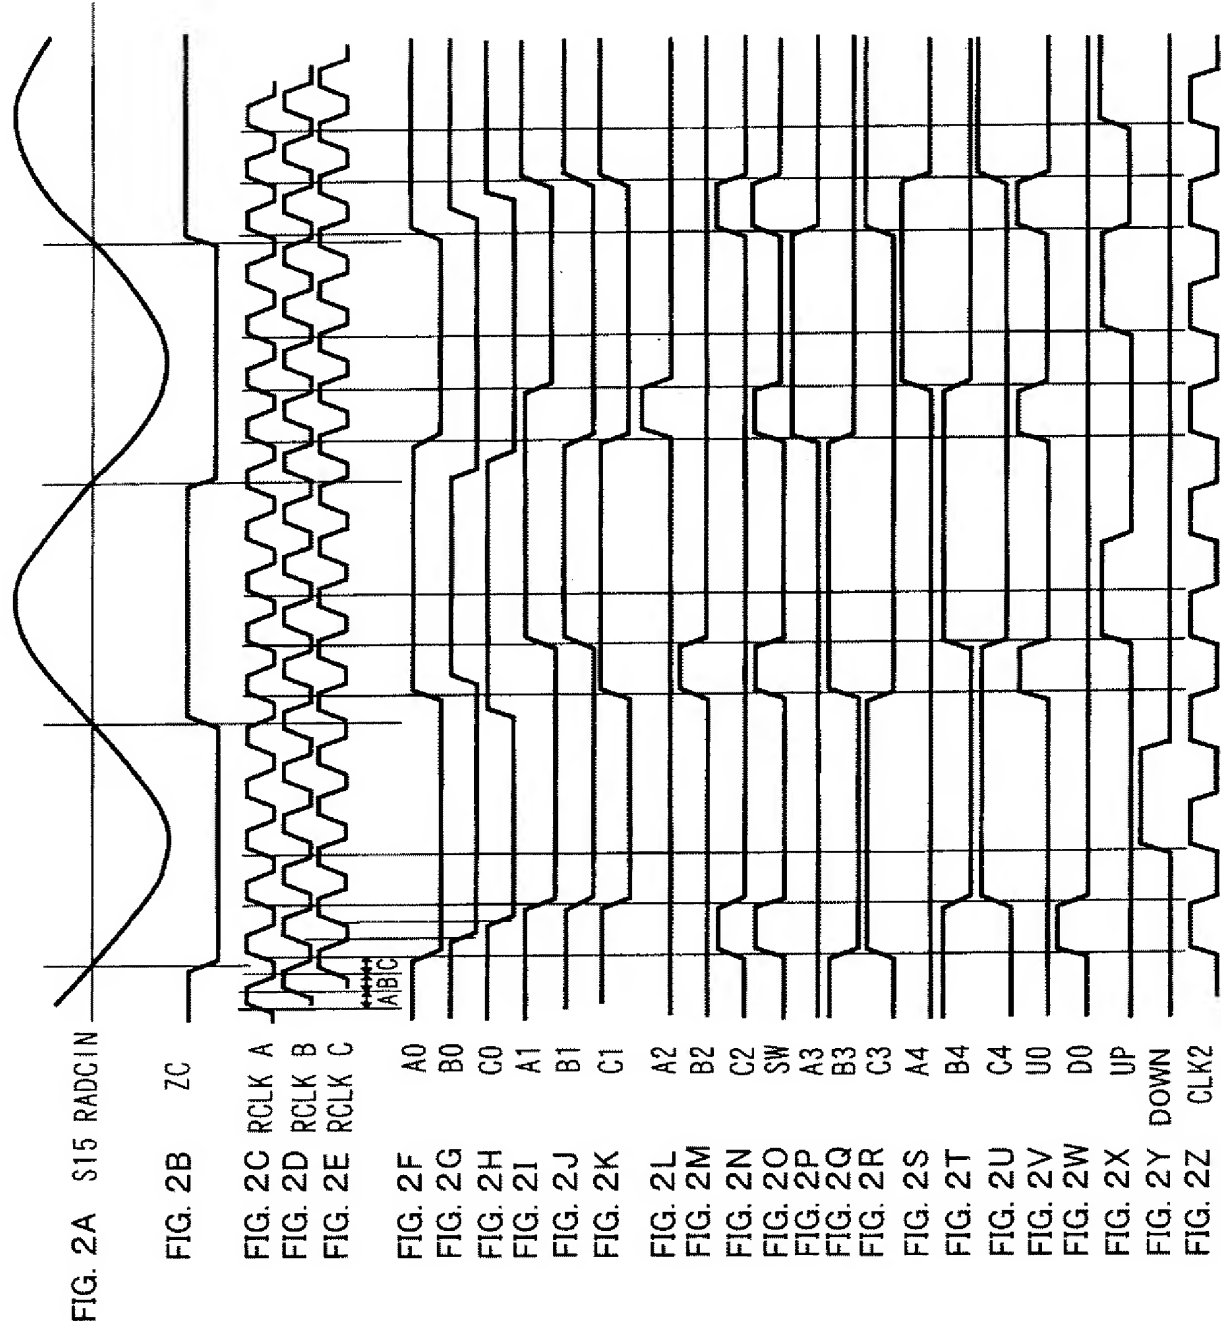 FIG. 2A S15 RADCIN
FIG. 2B ZC
FIG. 2C RCLK A
FIG. 2D RCLK B
FIG. 2E RCLK C
A B C
FIG. 2F A0
FIG. 2G B0
FIG. 2H C0
FIG. 2I A1
FIG. 2J B1
FIG. 2K C1
FIG. 2L A2
FIG. 2M B2
FIG. 2N C2
FIG. 2O SW
FIG. 2P A3
FIG. 2Q B3
FIG. 2R C3
FIG. 2S A4
FIG. 2T B4
FIG. 2U C4
FIG. 2V U0
FIG. 2W D0
FIG. 2X UP
FIG. 2Y DOWN
FIG. 2Z CLK2